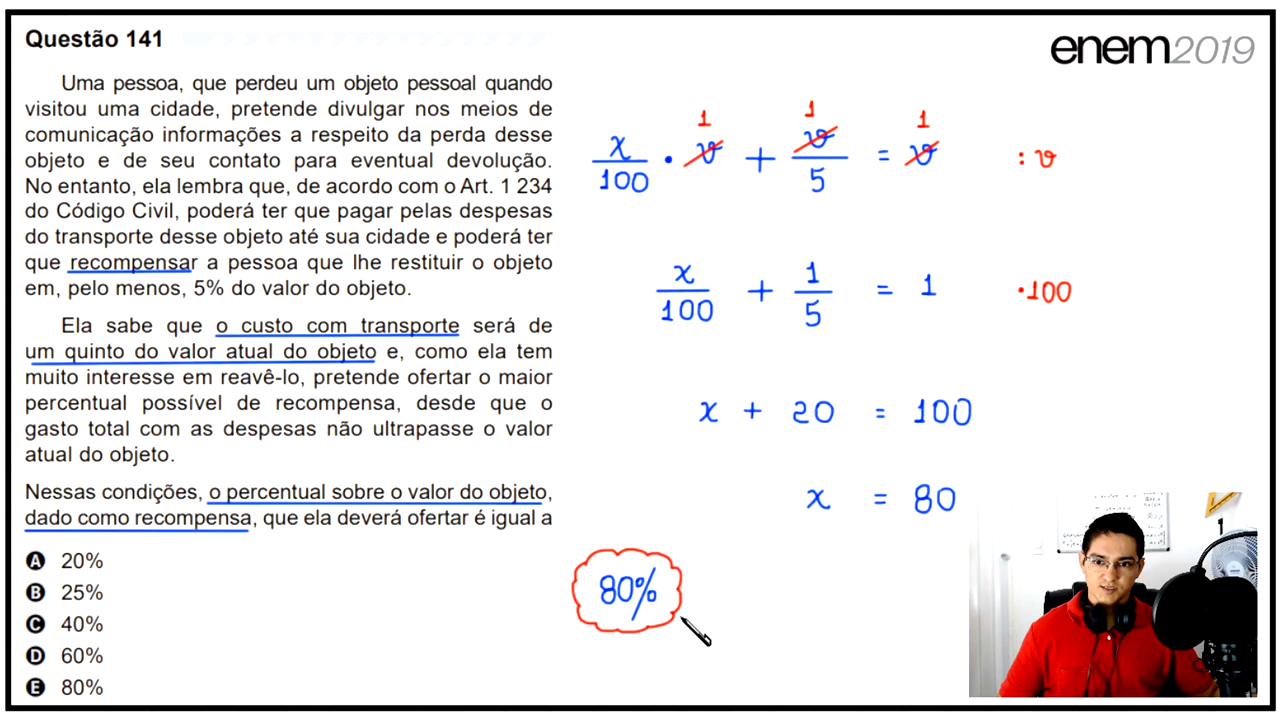 Questão 141
enem2019
Uma pessoa, que perdeu um objeto pessoal quando
visitou uma cidade, pretende divulgar nos meios de
comunicação informações a respeito da perda desse
objeto e de seu contato para eventual devolução.
No entanto, ela lembra que, de acordo com o Art. 1 234
do Código Civil, poderá ter que pagar pelas despesas
do transporte desse objeto até sua cidade e poderá ter
que recompensar a pessoa que lhe restituir o objeto
em, pelo menos, 5% do valor do objeto.
Ela sabe que o custo com transporte será de
um quinto do valor atual do objeto e, como ela tem
muito interesse em reavê-lo, pretende ofertar o maior
percentual possível de recompensa, desde que o
gasto total com as despesas não ultrapasse o valor
atual do objeto.
Nessas condições, o percentual sobre o valor do objeto,
dado como recompensa, que ela deverá ofertar é igual a
A 20%
B 25%
C 40%
D 60%
E 80%
1 1 1
x/100 · v + v/5 = v : v
x/100 + 1/5 = 1 ·100
x + 20 = 100
x = 80
80%